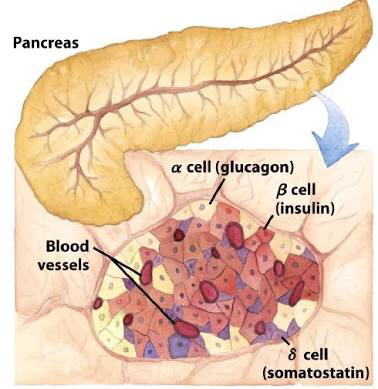 Pancreas
α cell (glucagon)
β cell
(insulin)
Blood
vessels
δ cell
(somatostatin)